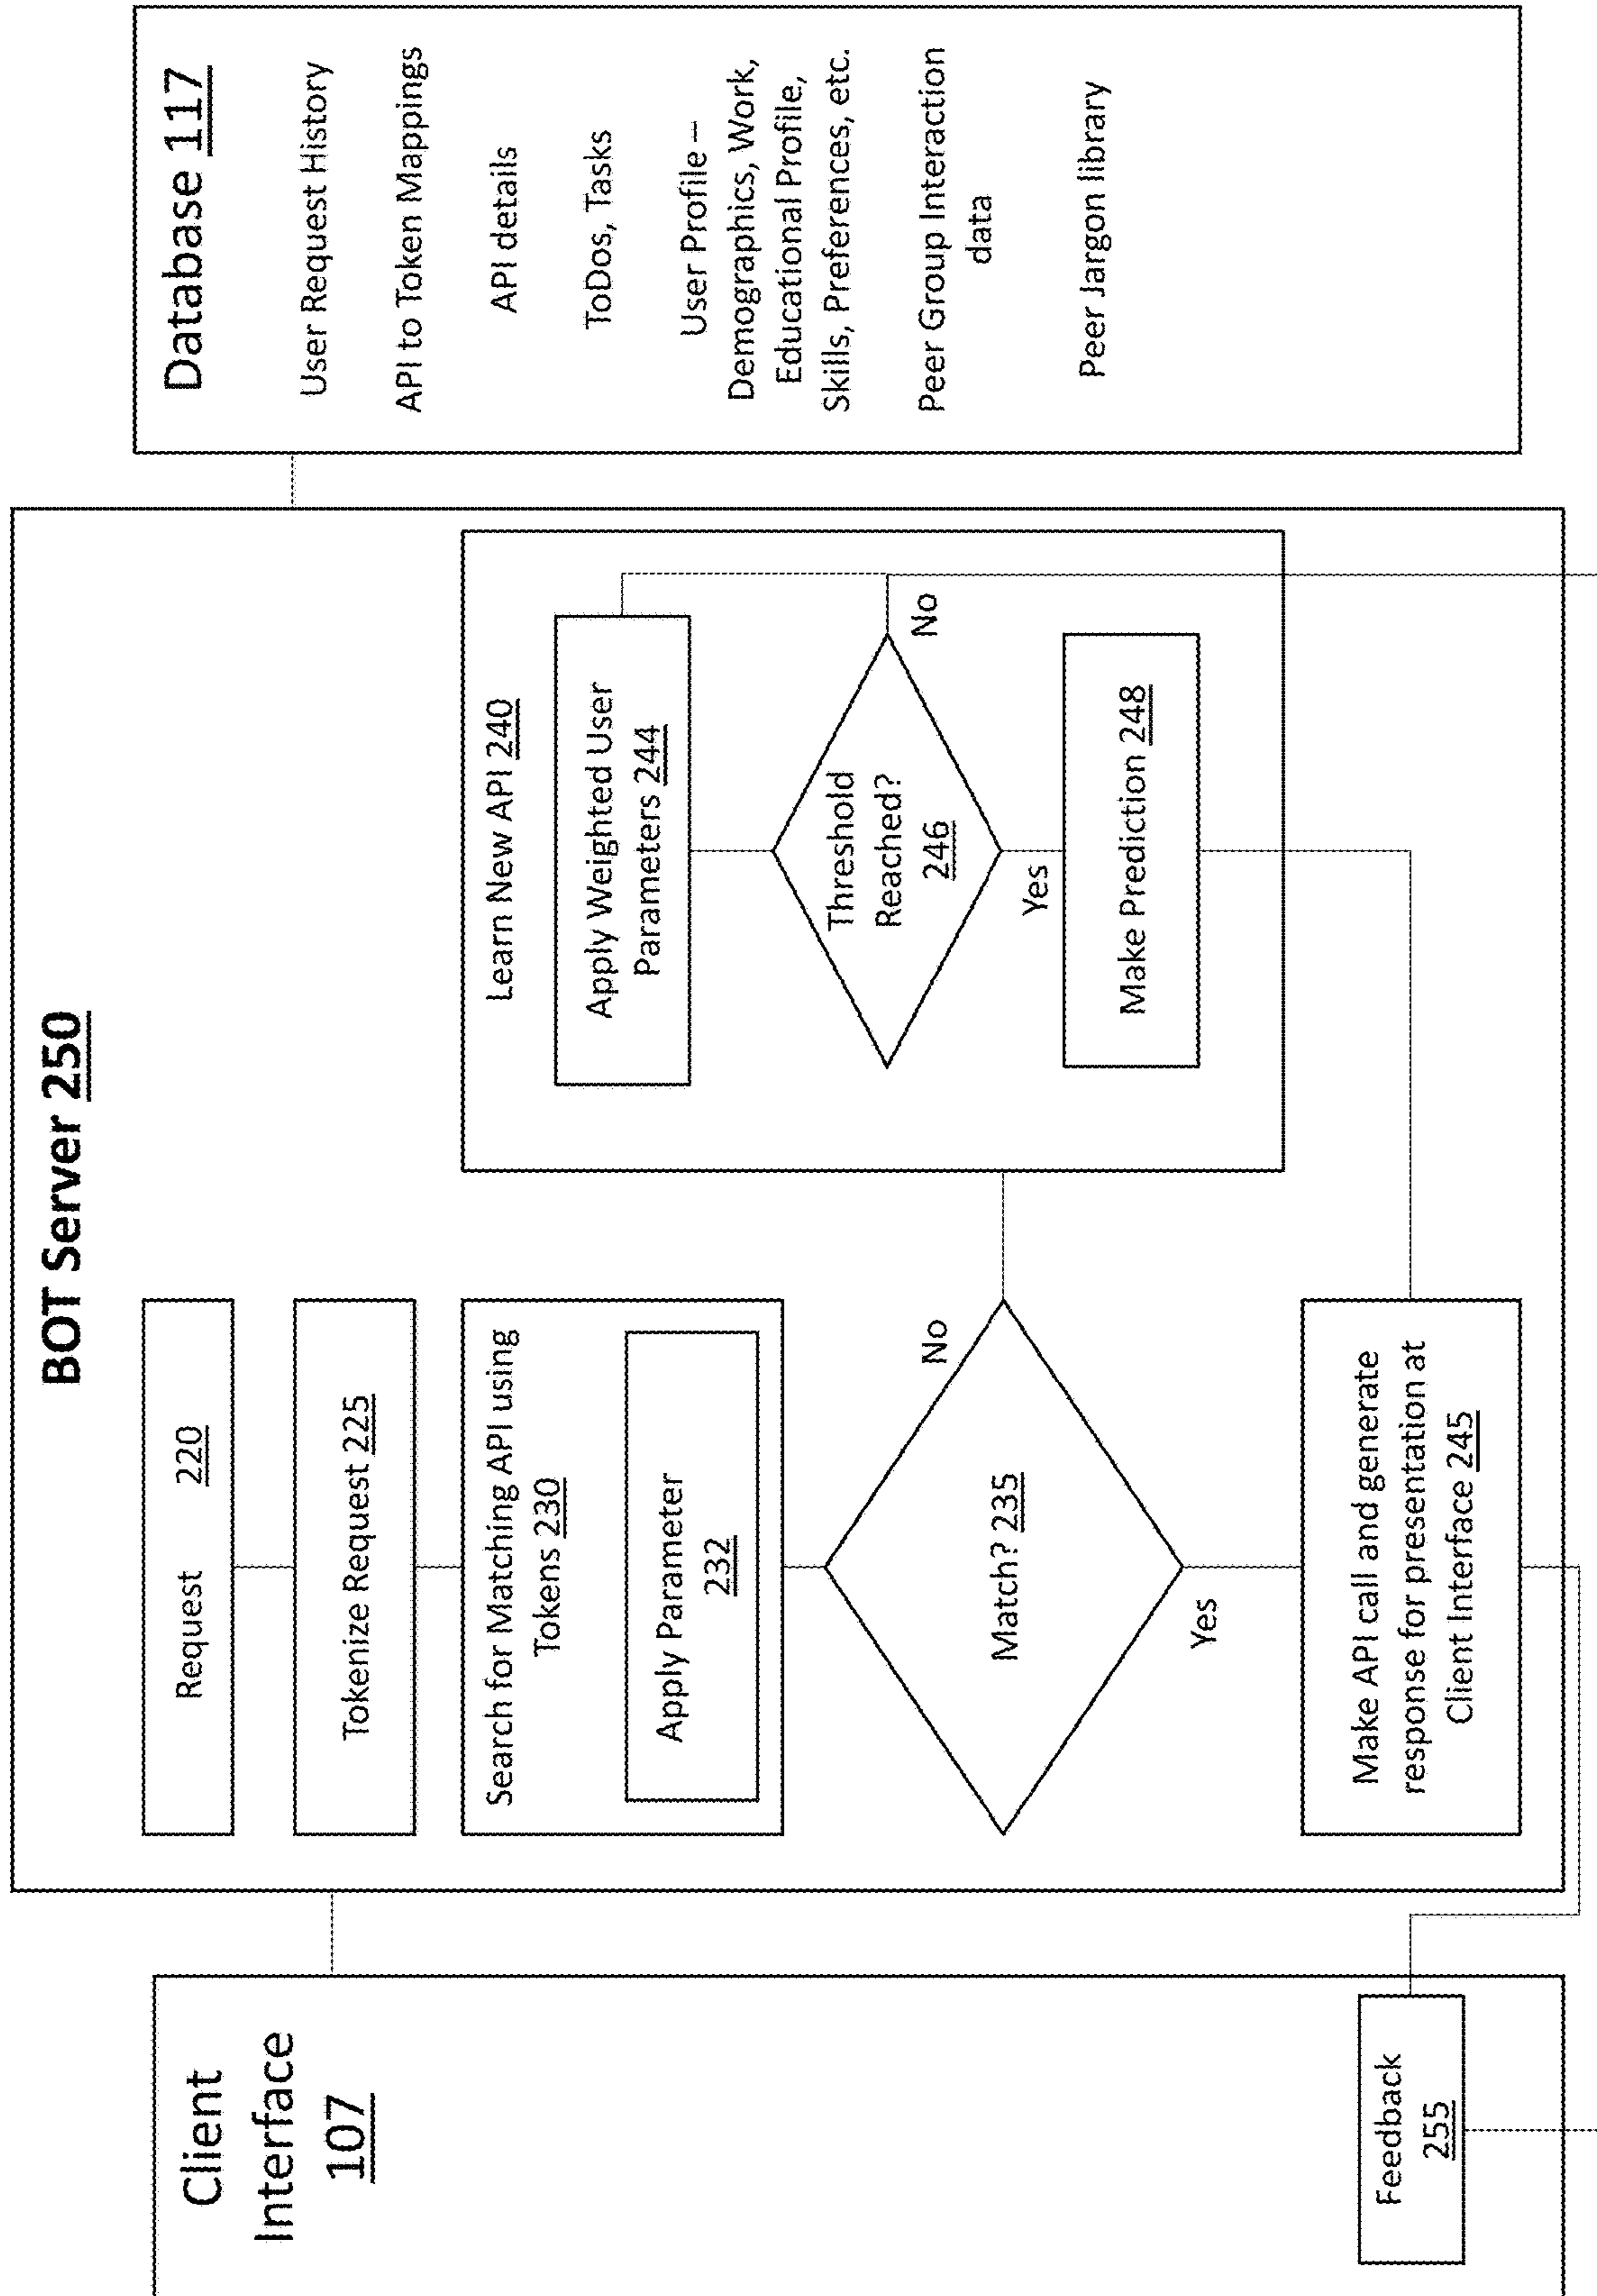 Client
Interface
107
Feedback
255
BOT Server 250
Request 220
Tokenize Request 225
Search for Matching API using
Tokens 230
Apply Parameter
232
Match? 235
No
Yes
Make API call and generate
response for presentation at
Client Interface 245
Learn New API 240
Apply Weighted User
Parameters 244
Threshold
Reached?
246
No
Yes
Make Prediction 248
Database 117
User Request History
API to Token Mappings
API details
ToDos, Tasks
User Profile –
Demographics, Work,
Educational Profile,
Skills, Preferences, etc.
Peer Group Interaction
data
Peer Jargon library